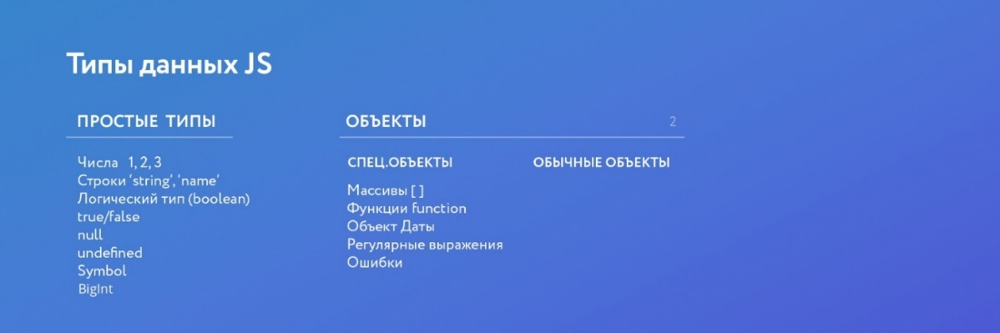 Типы данных JS
ПРОСТЫЕ ТИПЫ
Числа 1, 2, 3
Строки 'string', 'name'
Логический тип (boolean)
true/false
null
undefined
Symbol
BigInt
ОБЪЕКТЫ 2
СПЕЦ.ОБЪЕКТЫ
Массивы [ ]
Функции function
Объект Даты
Регулярные выражения
Ошибки
ОБЫЧНЫЕ ОБЪЕКТЫ